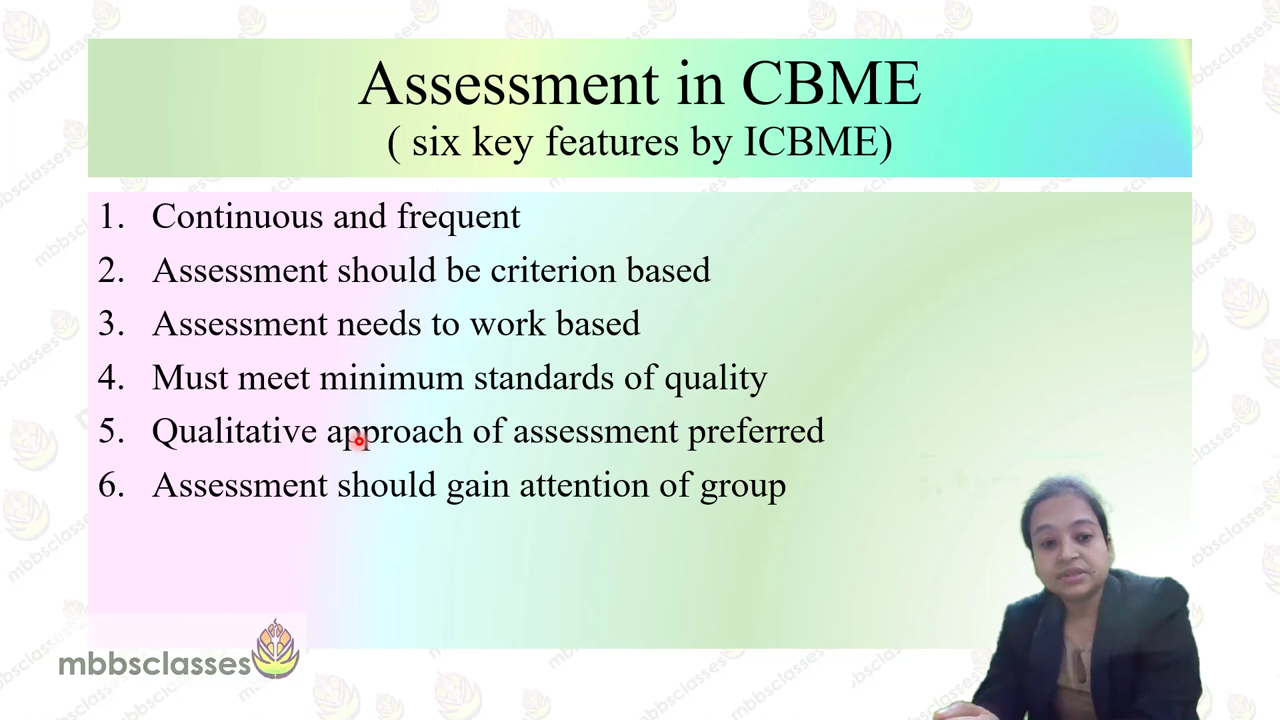 Assessment in CBME
( six key features by ICBME)
1. Continuous and frequent
2. Assessment should be criterion based
3. Assessment needs to work based
4. Must meet minimum standards of quality
5. Qualitative approach of assessment preferred
6. Assessment should gain attention of group
mbbsclasses